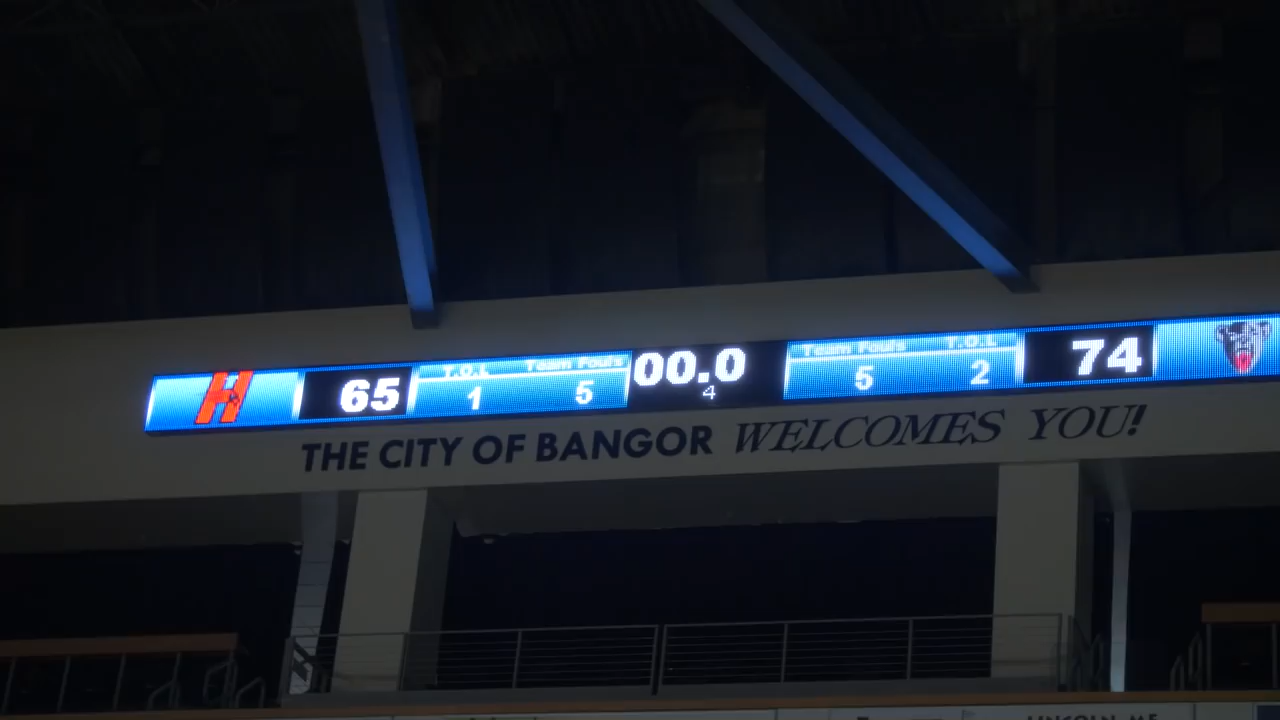 H 65 T.O.L 1 Team Fouls 5 00.0 4 Team Fouls 5 T.O.L 2 74
THE CITY OF BANGOR WELCOMES YOU!